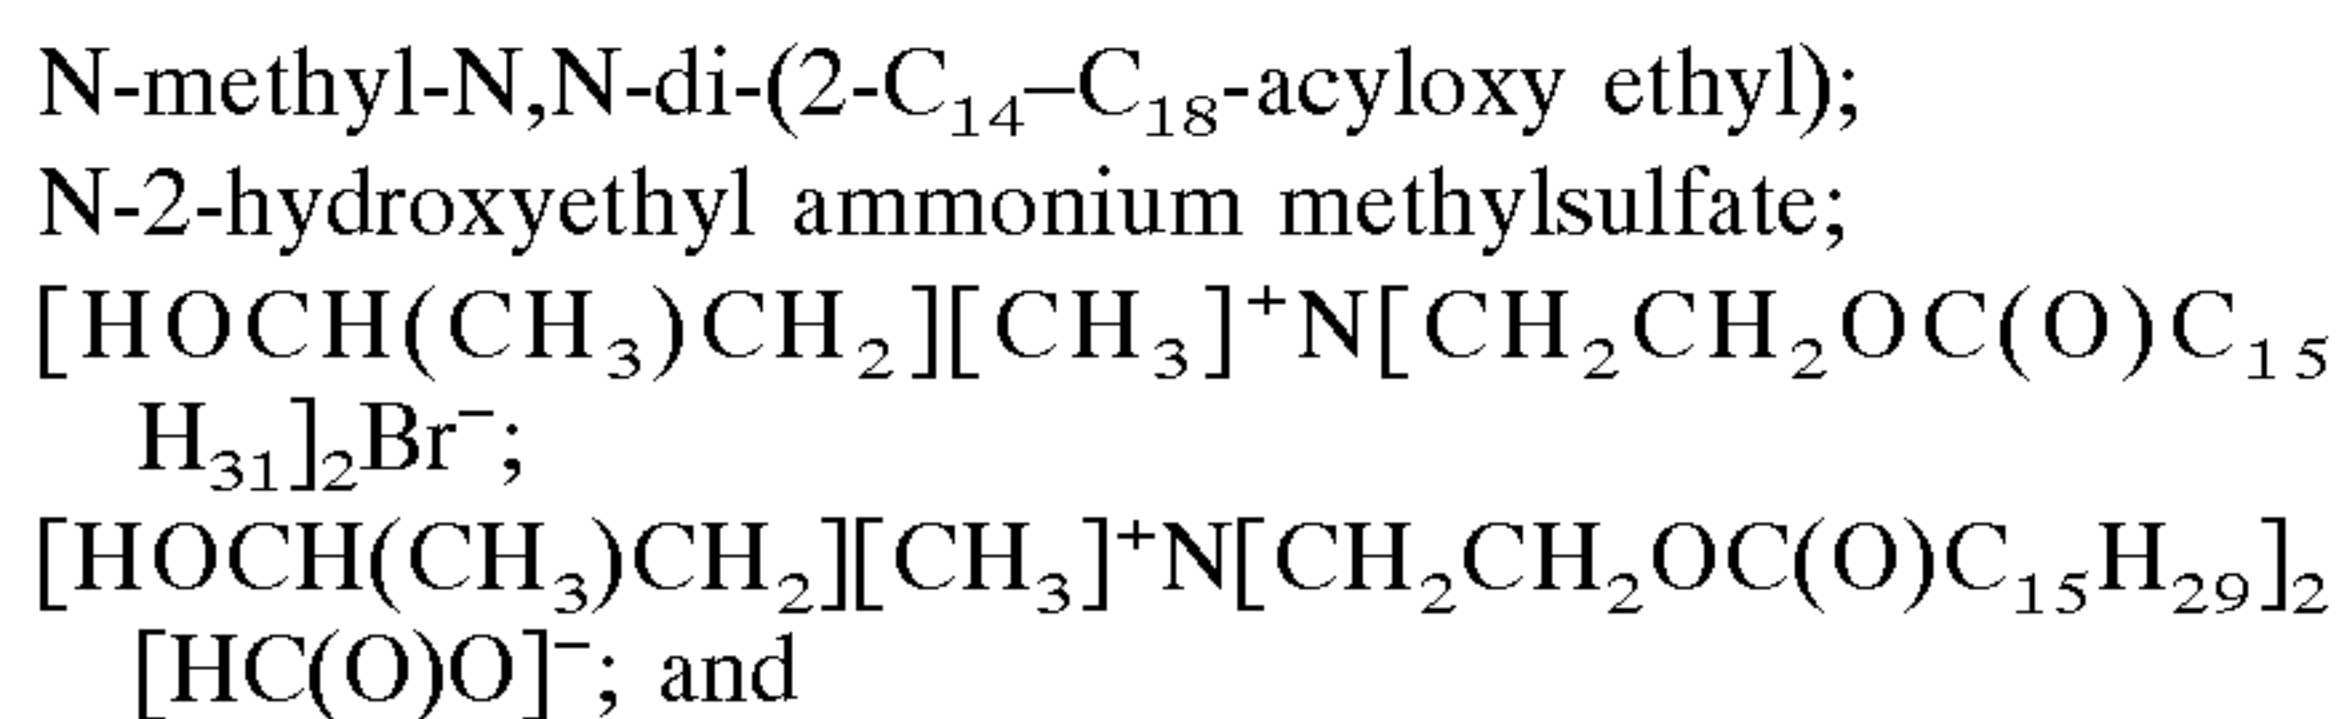 N-methyl-N,N-di-(2-C₁₄–C₁₈-acyloxy ethyl);
N-2-hydroxyethyl ammonium methylsulfate;
[HOCH(CH₃)CH₂][CH₃]⁺N[CH₂CH₂OC(O)C₁₅
H₃₁]₂Br⁻;
[HOCH(CH₃)CH₂][CH₃]⁺N[CH₂CH₂OC(O)C₁₅H₂₉]₂
[HC(O)O]⁻; and